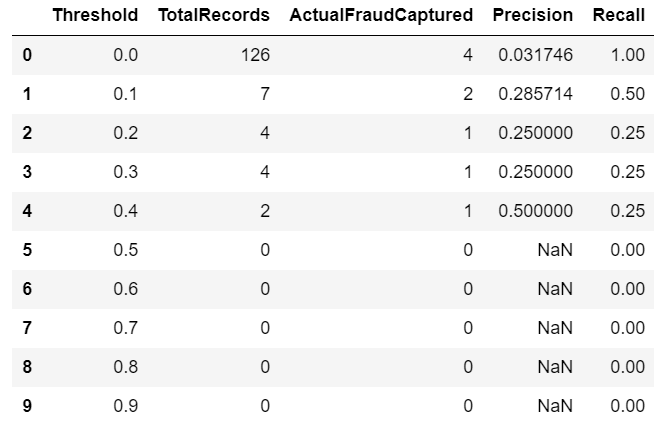 Threshold TotalRecords ActualFraudCaptured Precision Recall
0 0.0 126 4 0.031746 1.00
1 0.1 7 2 0.285714 0.50
2 0.2 4 1 0.250000 0.25
3 0.3 4 1 0.250000 0.25
4 0.4 2 1 0.500000 0.25
5 0.5 0 0 NaN 0.00
6 0.6 0 0 NaN 0.00
7 0.7 0 0 NaN 0.00
8 0.8 0 0 NaN 0.00
9 0.9 0 0 NaN 0.00